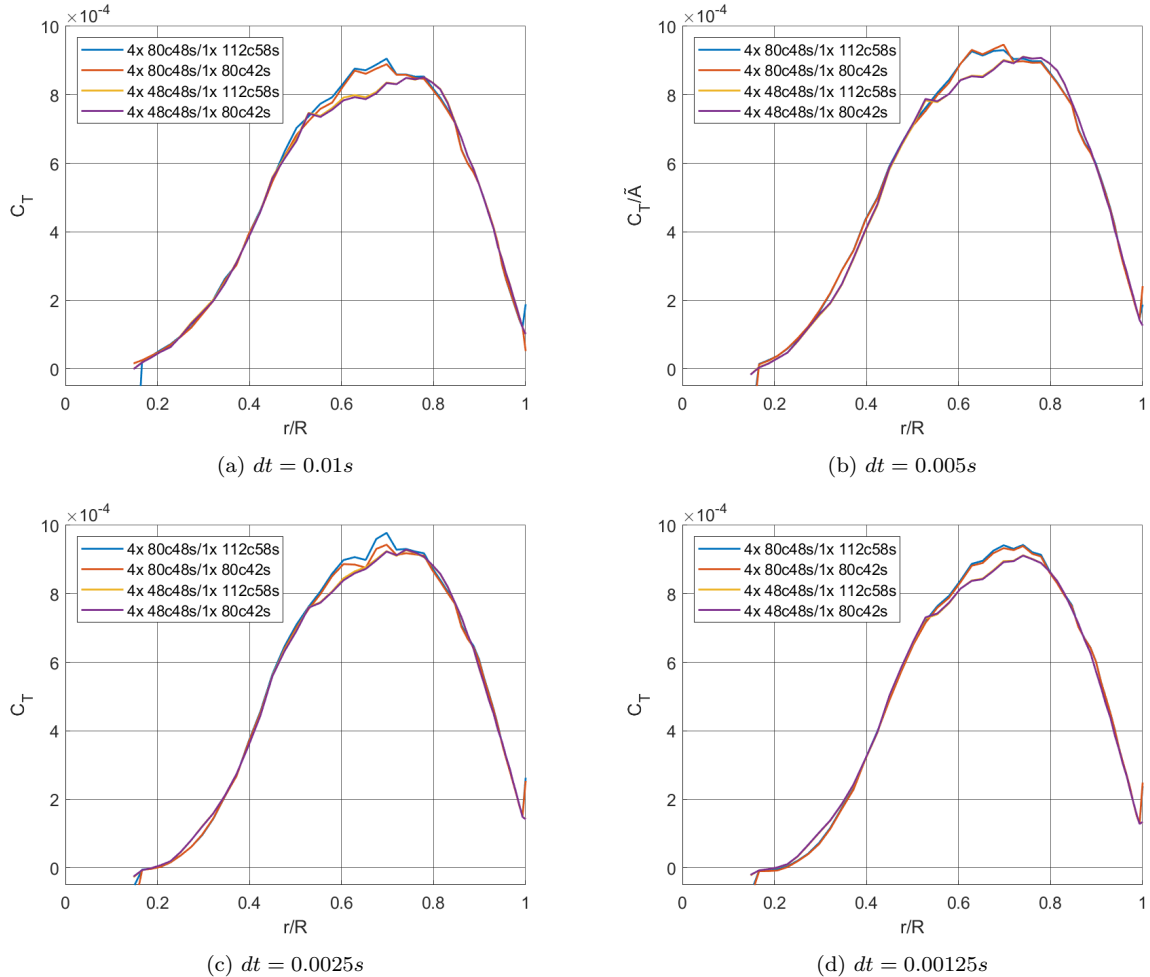 ×10⁻⁴
10
8
6
4
2
0
C_T
4x 80c48s/1x 112c58s
4x 80c48s/1x 80c42s
4x 48c48s/1x 112c58s
4x 48c48s/1x 80c42s
0 0.2 0.4 0.6 0.8 1
r/R
(a) dt = 0.01s
×10⁻⁴
10
8
6
4
2
0
C_T/Ã
4x 80c48s/1x 112c58s
4x 80c48s/1x 80c42s
4x 48c48s/1x 112c58s
4x 48c48s/1x 80c42s
0 0.2 0.4 0.6 0.8 1
r/R
(b) dt = 0.005s
×10⁻⁴
10
8
6
4
2
0
C_T
4x 80c48s/1x 112c58s
4x 80c48s/1x 80c42s
4x 48c48s/1x 112c58s
4x 48c48s/1x 80c42s
0 0.2 0.4 0.6 0.8 1
r/R
(c) dt = 0.0025s
×10⁻⁴
10
8
6
4
2
0
C_T
4x 80c48s/1x 112c58s
4x 80c48s/1x 80c42s
4x 48c48s/1x 112c58s
4x 48c48s/1x 80c42s
0 0.2 0.4 0.6 0.8 1
r/R
(d) dt = 0.00125s